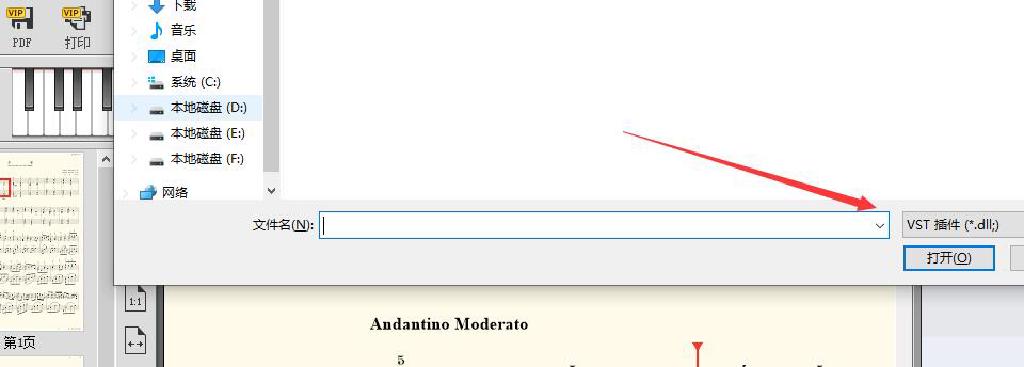 下载
VIP
VIP
PDF
打印
音乐
桌面
系统 (C:)
本地磁盘 (D:)
本地磁盘 (E:)
本地磁盘 (F:)
网络
文件名(N):
VST 插件 (*.dll;)
打开(O)
1:1
第1页
Andantino Moderato
5